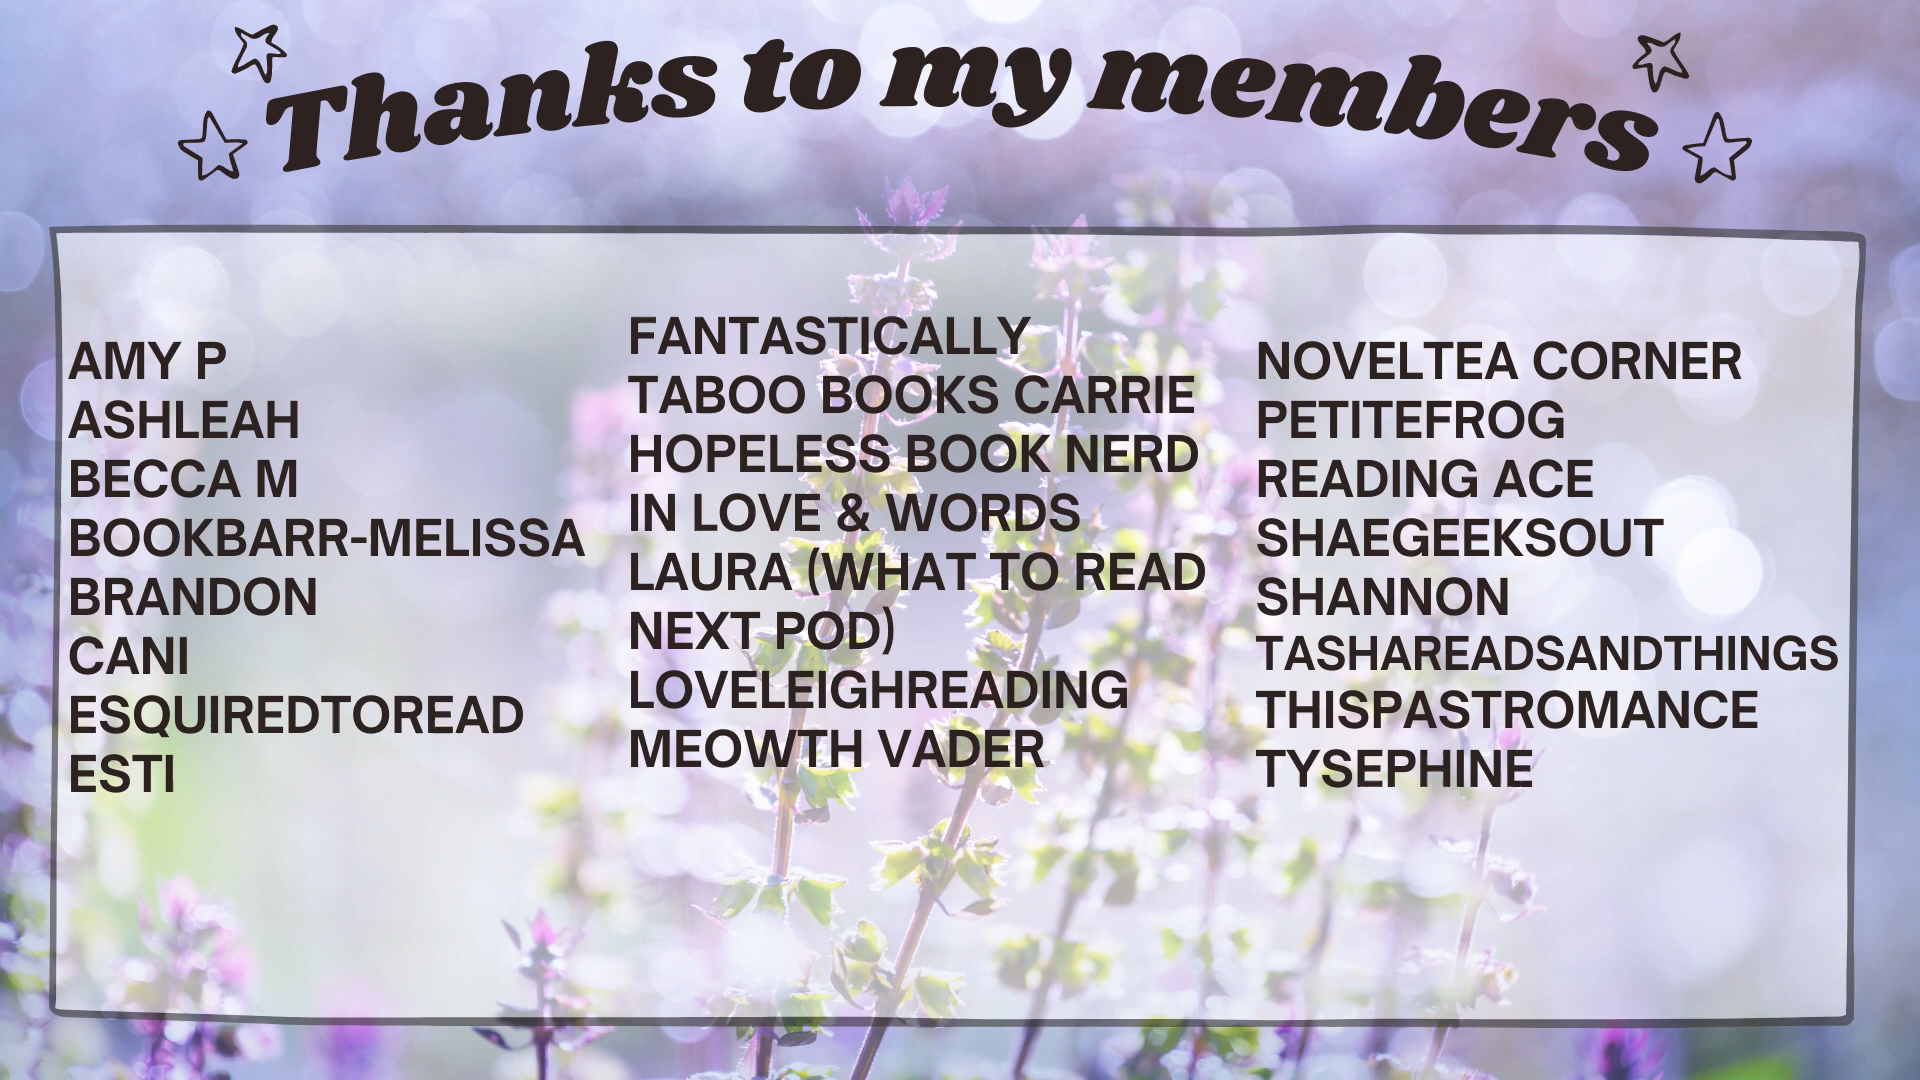 Thanks to my members
AMY P
ASHLEAH
BECCA M
BOOKBARR-MELISSA
BRANDON
CANI
ESQUIREDTOREAD
ESTI
FANTASTICALLY
TABOO BOOKS CARRIE
HOPELESS BOOK NERD
IN LOVE & WORDS
LAURA (WHAT TO READ
NEXT POD)
LOVELEIGHREADING
MEOWTH VADER
NOVELTEA CORNER
PETITEFROG
READING ACE
SHAEGEEKSOUT
SHANNON
TASHAREADSANDTHINGS
THISPASTROMANCE
TYSEPHINE